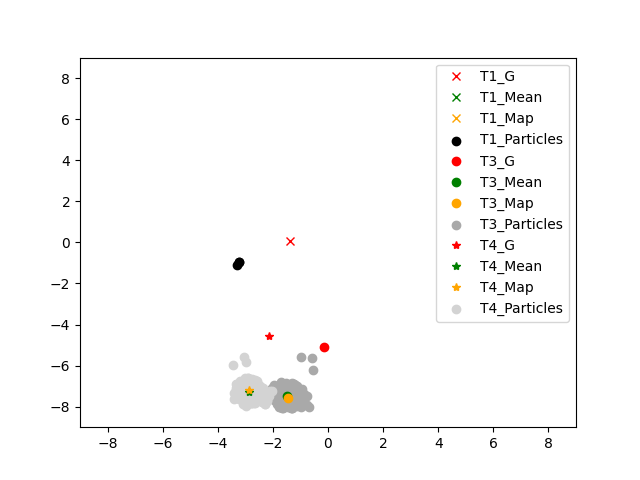 8
6
4
2
0
−2
−4
−6
−8
−8
−6
−4
−2
0
2
4
6
8
T1_G
T1_Mean
T1_Map
T1_Particles
T3_G
T3_Mean
T3_Map
T3_Particles
T4_G
T4_Mean
T4_Map
T4_Particles